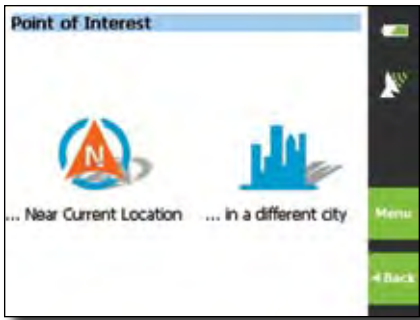 Point of Interest
N
... Near Current Location
... in a different city
Menu
◄ Back